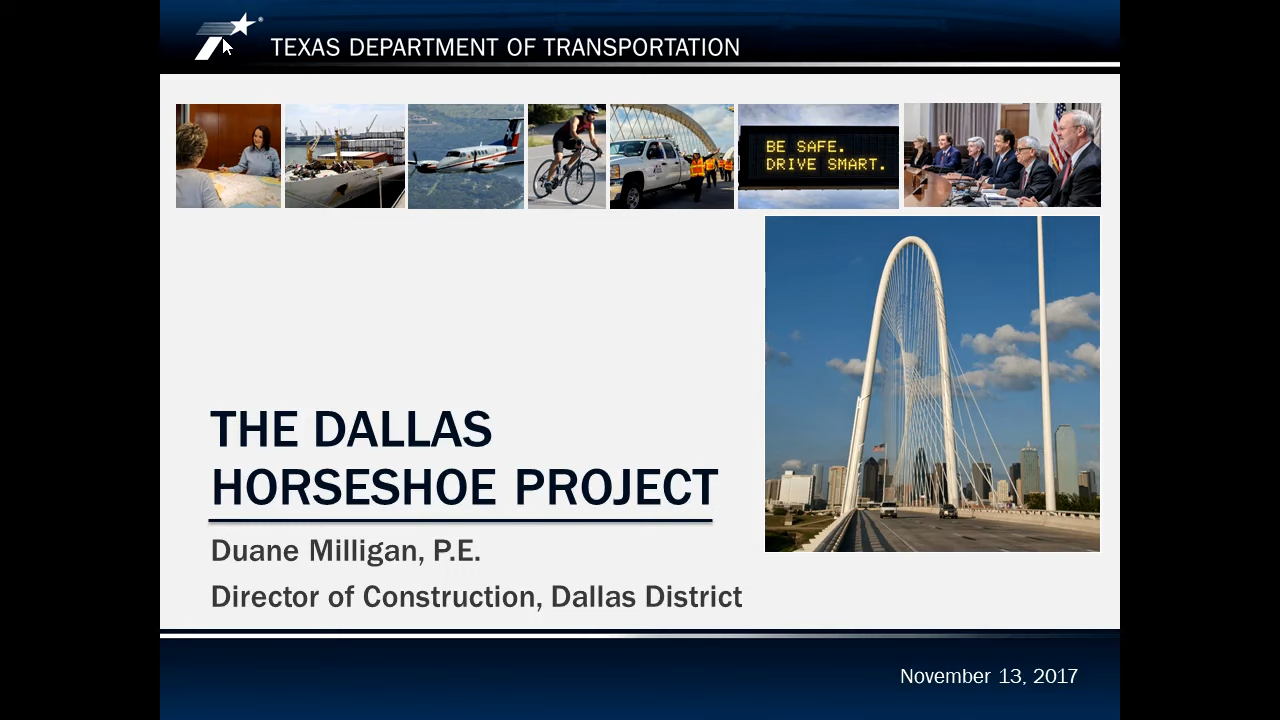 TEXAS DEPARTMENT OF TRANSPORTATION
BE SAFE.
DRIVE SMART.
THE DALLAS
HORSESHOE PROJECT
Duane Milligan, P.E.
Director of Construction, Dallas District
November 13, 2017